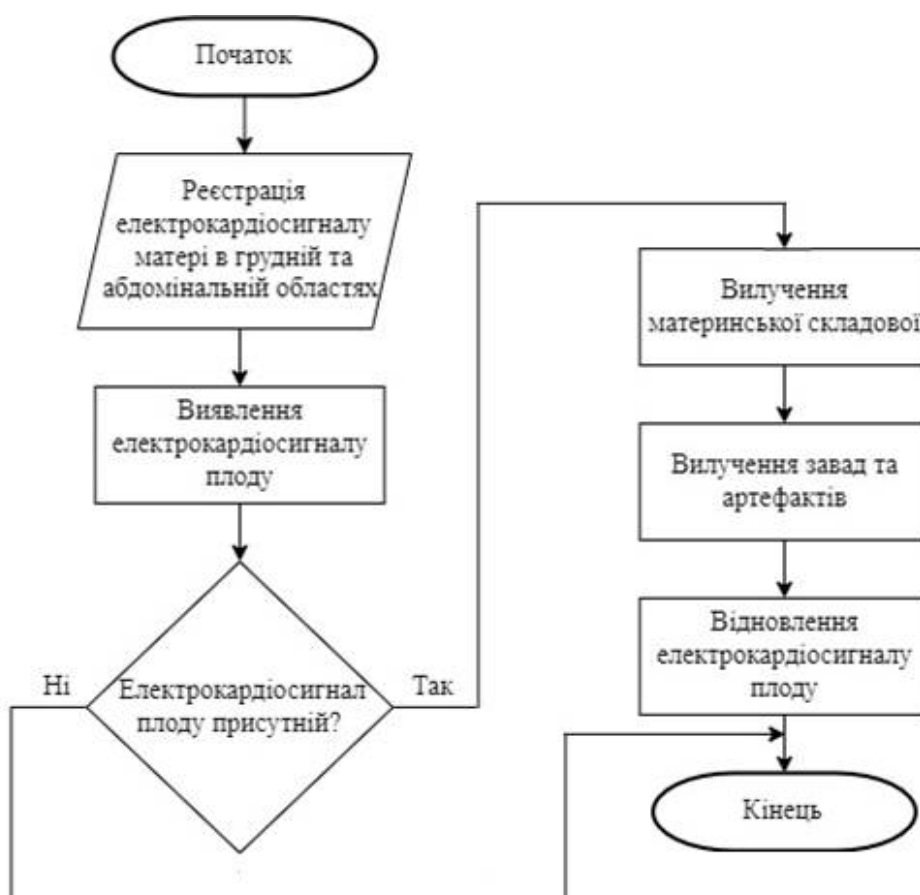 Початок
Реєстрація
електрокардіосигналу
матері в грудній та
абдомінальній областях
Виявлення
електрокардіосигналу
плоду
Ні
Електрокардіосигнал
плоду присутній?
Так
Вилучення
материнської складової
Вилучення завад та
артефактів
Відновлення
електрокардіосигналу
плоду
Кінець